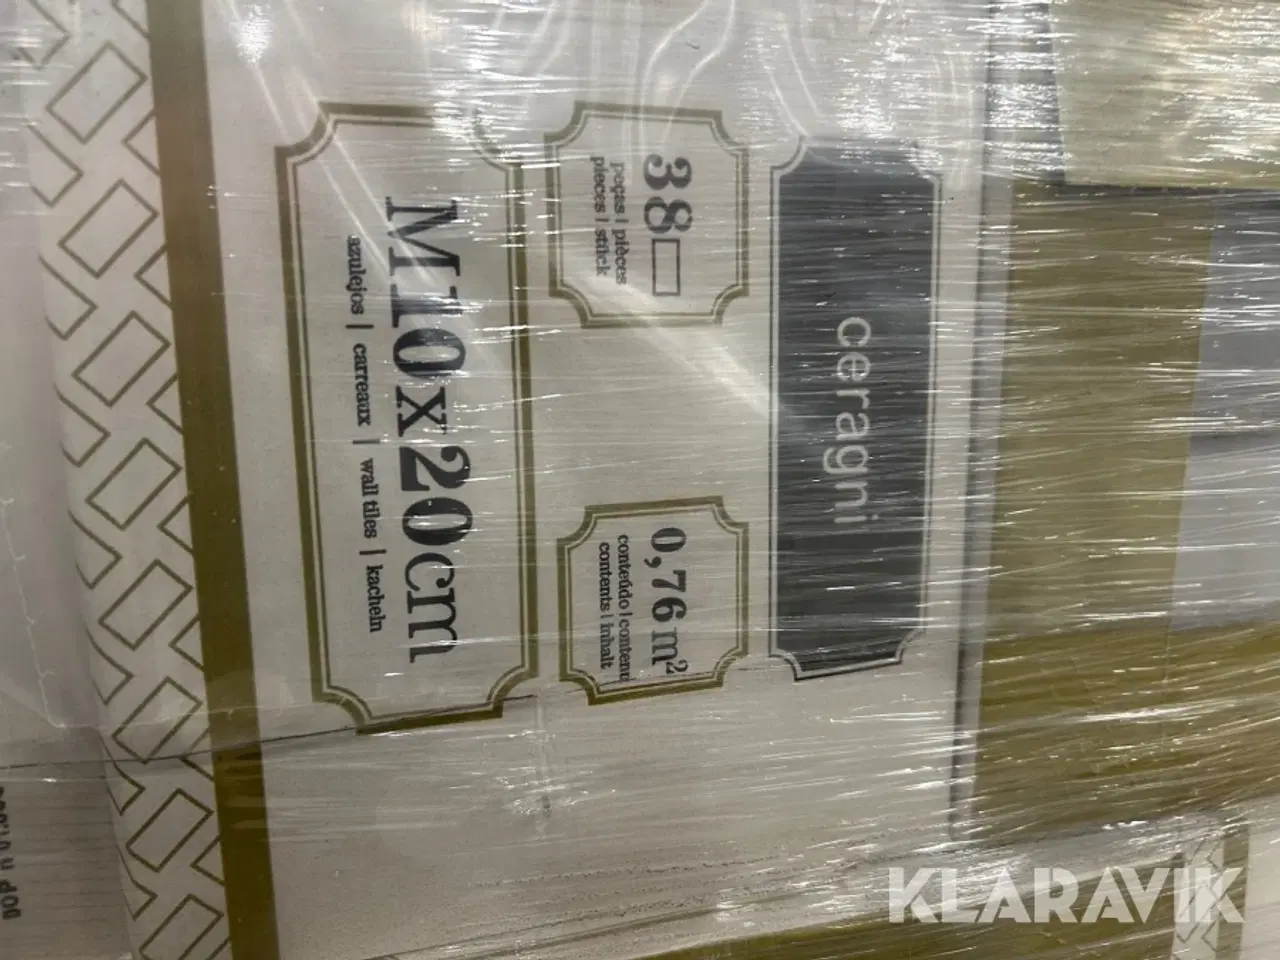 ceragni
38
peças | pièces
pieces | stück
0,76 m²
conteúdo | contenu
contents | inhalt
M10x20cm
azulejos | carreaux | wall tiles | kacheln
KLARAVIK